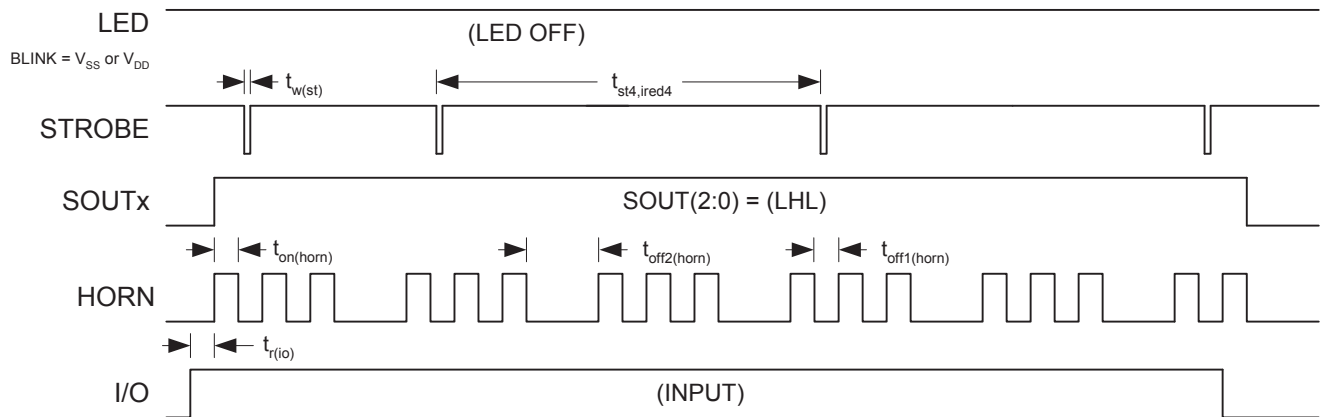 LED
(LED OFF)
BLINK = VSS or VDD
tw(st)
tst4,ired4
STROBE
SOUTx
SOUT(2:0) = (LHL)
ton(horn)
toff2(horn)
toff1(horn)
HORN
tr(io)
I/O
(INPUT)